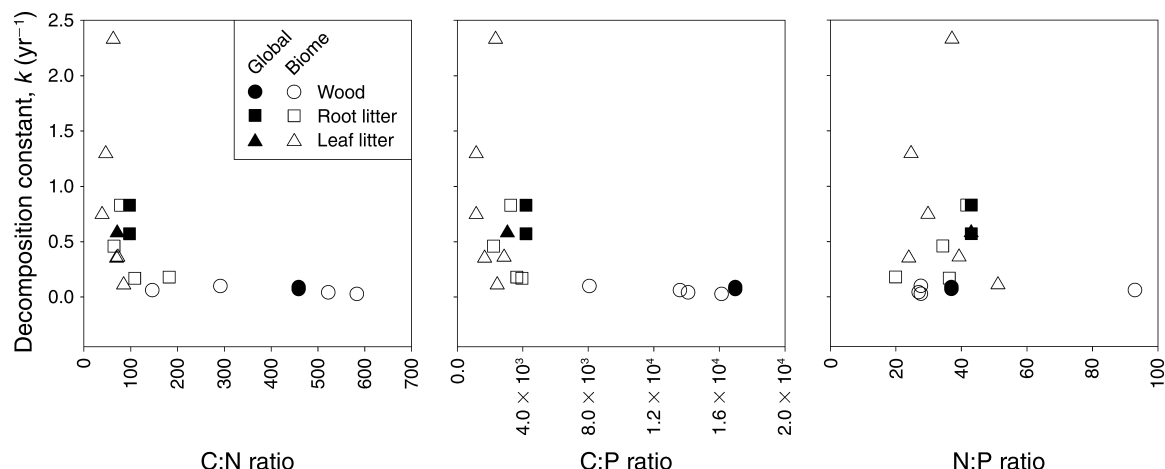 Decomposition constant, k (yr⁻¹)
2.5
2.0
1.5
1.0
0.5
0.0
Global
Biome
Wood
Root litter
Leaf litter
0
100
200
300
400
500
600
700
C:N ratio
0.0
4.0 × 10³
8.0 × 10³
1.2 × 10⁴
1.6 × 10⁴
2.0 × 10⁴
C:P ratio
0
20
40
60
80
100
N:P ratio